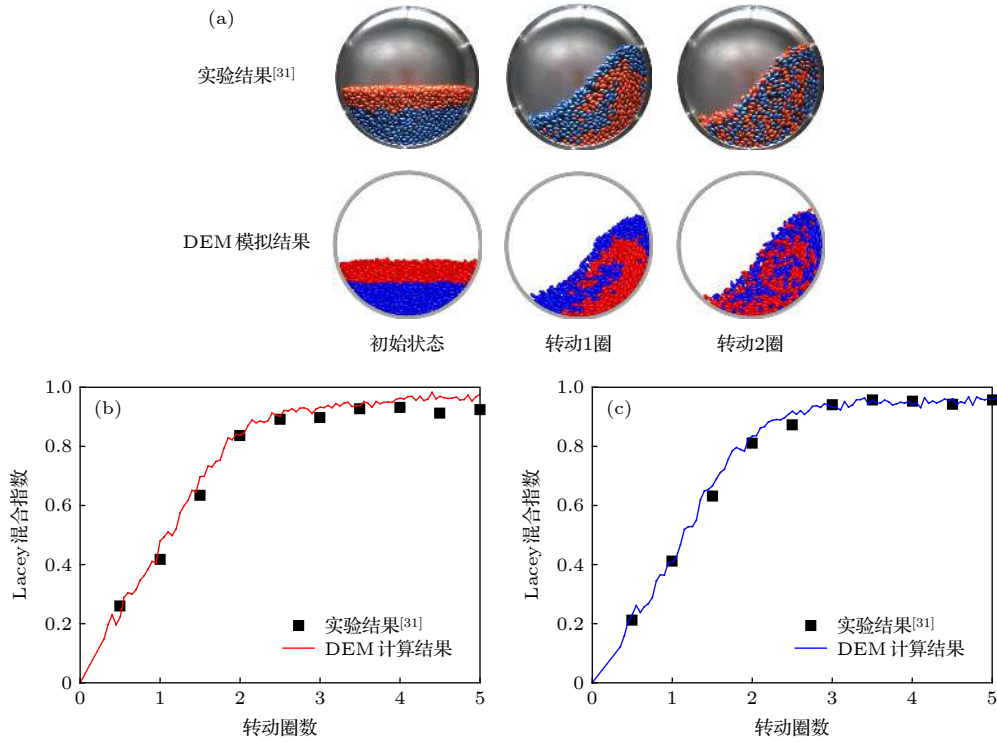 (a)
实验结果[31]
DEM 模拟结果
初始状态
转动1圈
转动2圈
(b)
1.0
0.8
0.6
0.4
0.2
0
0 1 2 3 4 5
Lacey 混合指数
转动圈数
实验结果[31]
DEM 计算结果
(c)
1.0
0.8
0.6
0.4
0.2
0
0 1 2 3 4 5
Lacey 混合指数
转动圈数
实验结果[31]
DEM 计算结果